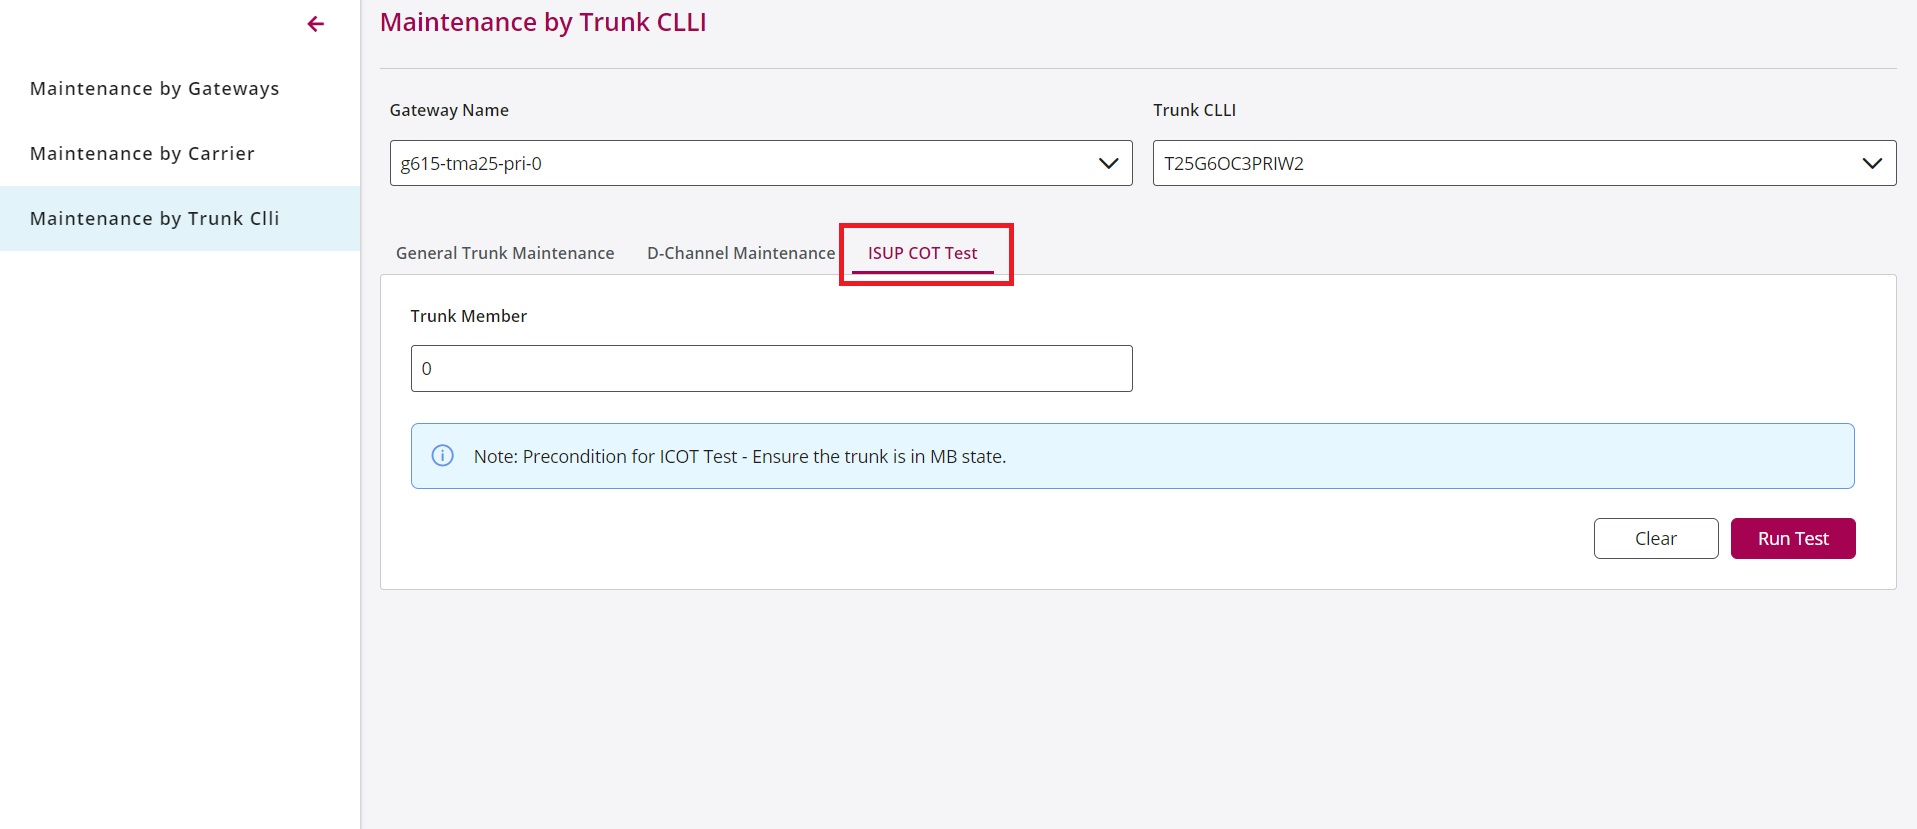 Maintenance by Trunk CLLI
Maintenance by Gateways
Maintenance by Carrier
Maintenance by Trunk Clli
Gateway Name
Trunk CLLI
g615-tma25-pri-0
T25G6OC3PRIW2
General Trunk Maintenance
D-Channel Maintenance
ISUP COT Test
Trunk Member
0
Note: Precondition for ICOT Test - Ensure the trunk is in MB state.
Clear
Run Test